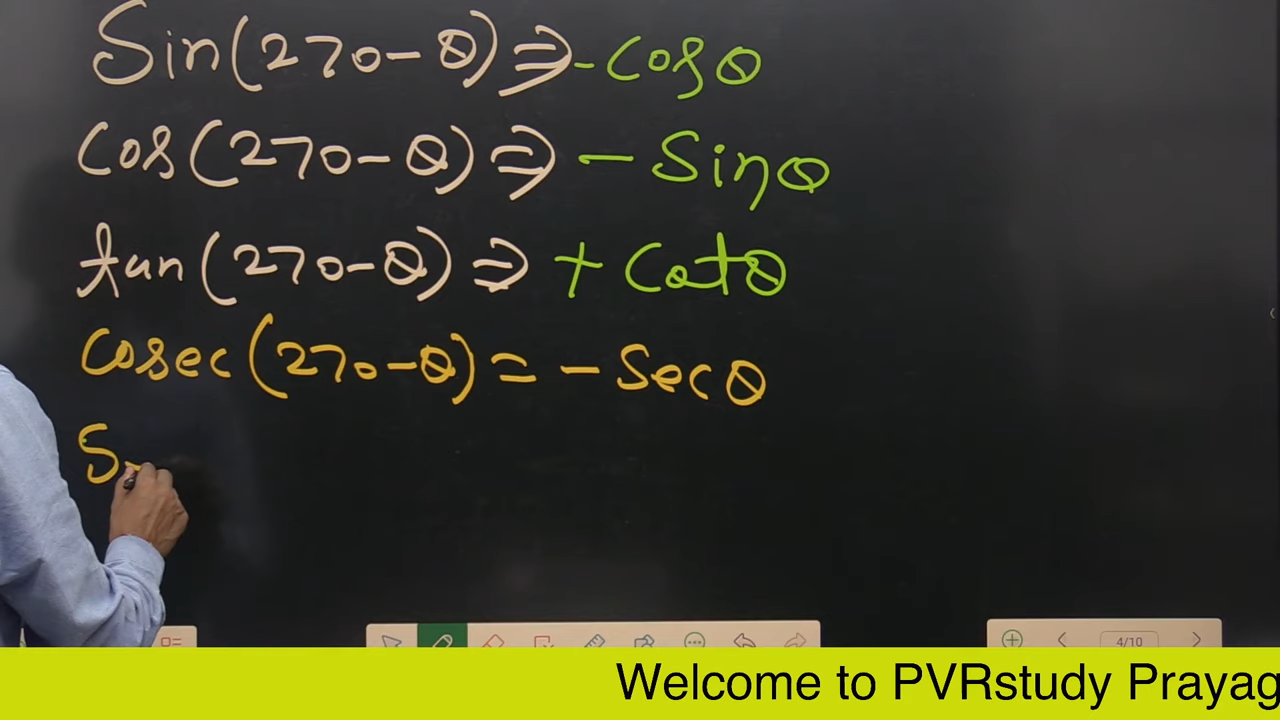 Sin(270-θ)⇒-Cosθ
Cos(270-θ)⇒ - Sinθ
tan(270-θ)⇒ + Cotθ
Cosec(270-θ) = - Secθ
S
4/10
Welcome to PVRstudy Prayag